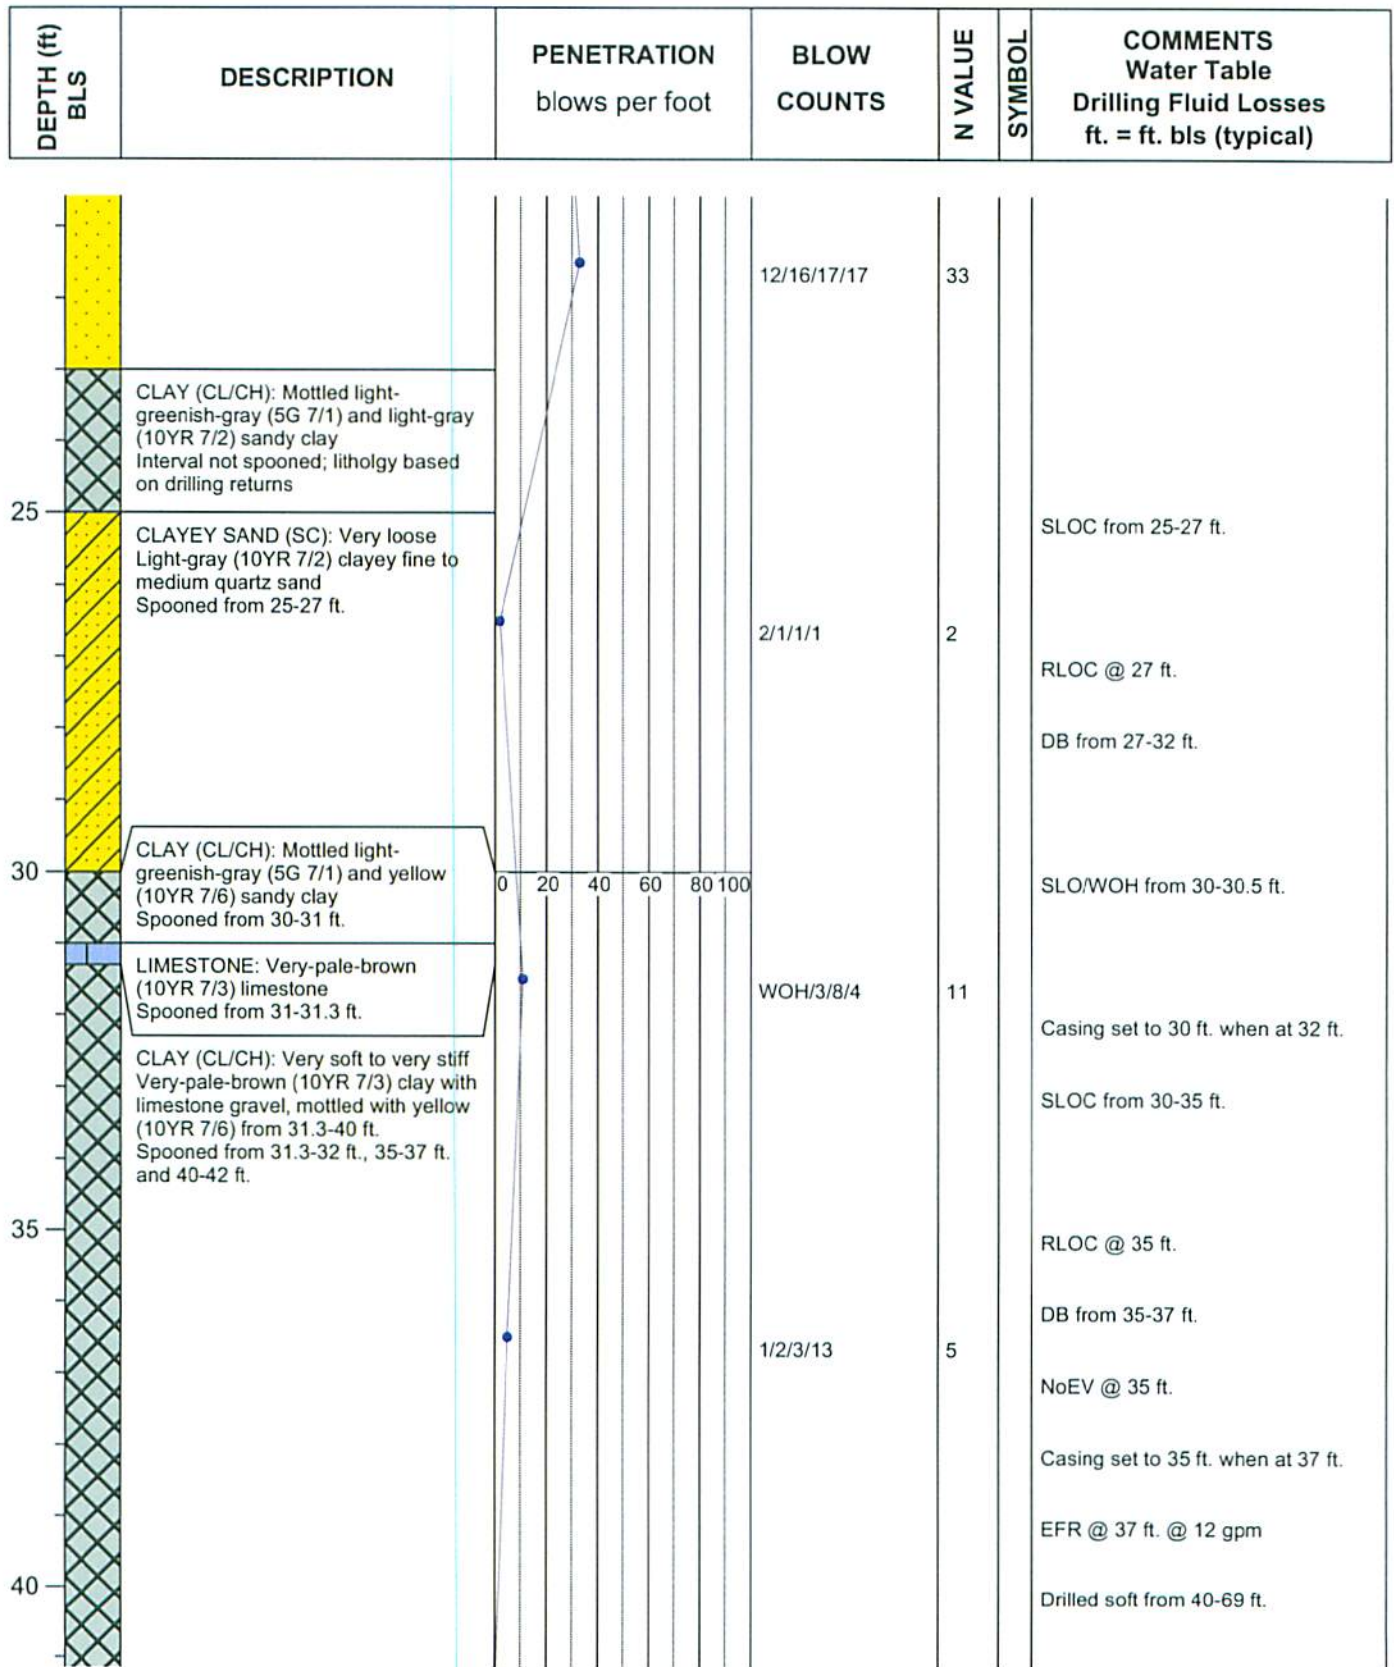 DEPTH (ft)
BLS
DESCRIPTION
PENETRATION
blows per foot
BLOW
COUNTS
N VALUE
SYMBOL
COMMENTS
Water Table
Drilling Fluid Losses
ft. = ft. bls (typical)
12/16/17/17
33
CLAY (CL/CH): Mottled light-
greenish-gray (5G 7/1) and light-gray
(10YR 7/2) sandy clay
Interval not spooned; litholgy based
on drilling returns
25
CLAYEY SAND (SC): Very loose
Light-gray (10YR 7/2) clayey fine to
medium quartz sand
Spooned from 25-27 ft.
SLOC from 25-27 ft.
2/1/1/1
2
RLOC @ 27 ft.
DB from 27-32 ft.
30
CLAY (CL/CH): Mottled light-
greenish-gray (5G 7/1) and yellow
(10YR 7/6) sandy clay
Spooned from 30-31 ft.
0 20 40 60 80 100
SLO/WOH from 30-30.5 ft.
LIMESTONE: Very-pale-brown
(10YR 7/3) limestone
Spooned from 31-31.3 ft.
WOH/3/8/4
11
Casing set to 30 ft. when at 32 ft.
CLAY (CL/CH): Very soft to very stiff
Very-pale-brown (10YR 7/3) clay with
limestone gravel, mottled with yellow
(10YR 7/6) from 31.3-40 ft.
Spooned from 31.3-32 ft., 35-37 ft.
and 40-42 ft.
SLOC from 30-35 ft.
35
RLOC @ 35 ft.
DB from 35-37 ft.
1/2/3/13
5
NoEV @ 35 ft.
Casing set to 35 ft. when at 37 ft.
EFR @ 37 ft. @ 12 gpm
40
Drilled soft from 40-69 ft.